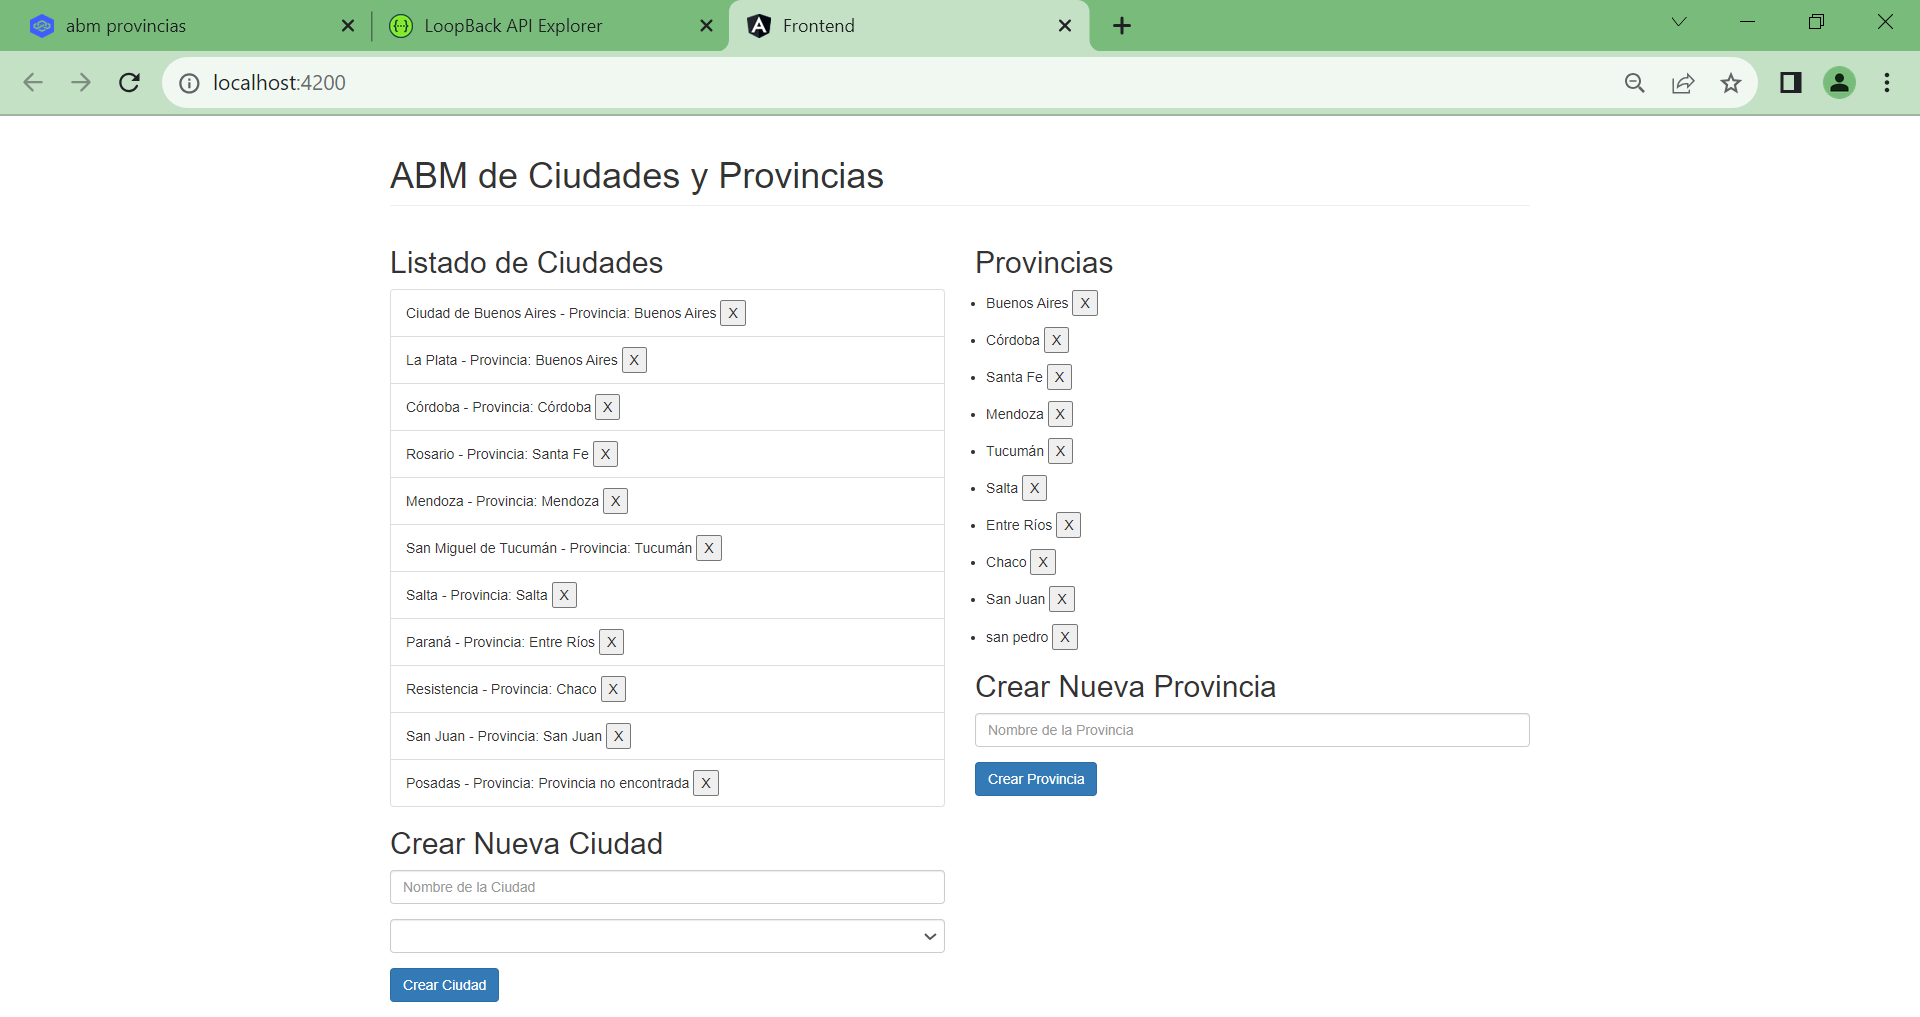 abm provincias
LoopBack API Explorer
Frontend
localhost:4200
ABM de Ciudades y Provincias
Listado de Ciudades
Ciudad de Buenos Aires - Provincia: Buenos Aires X
La Plata - Provincia: Buenos Aires X
Córdoba - Provincia: Córdoba X
Rosario - Provincia: Santa Fe X
Mendoza - Provincia: Mendoza X
San Miguel de Tucumán - Provincia: Tucumán X
Salta - Provincia: Salta X
Paraná - Provincia: Entre Ríos X
Resistencia - Provincia: Chaco X
San Juan - Provincia: San Juan X
Posadas - Provincia: Provincia no encontrada X
Crear Nueva Ciudad
Nombre de la Ciudad
Crear Ciudad
Provincias
Buenos Aires X
Córdoba X
Santa Fe X
Mendoza X
Tucumán X
Salta X
Entre Ríos X
Chaco X
San Juan X
san pedro X
Crear Nueva Provincia
Nombre de la Provincia
Crear Provincia